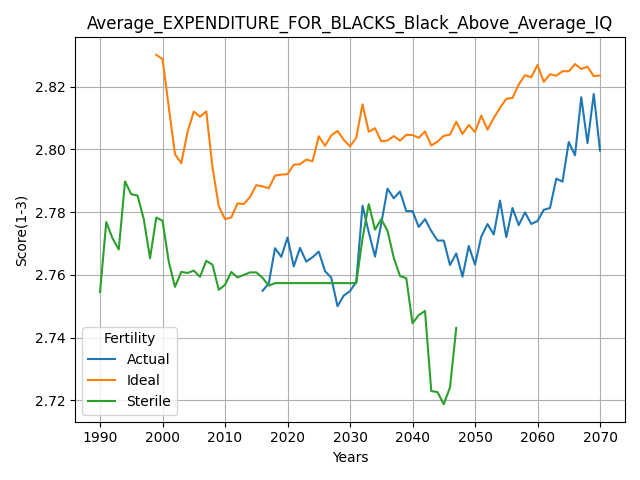 Average_EXPENDITURE_FOR_BLACKS_Black_Above_Average_IQ
Score(1-3)
2.82
2.80
2.78
2.76
2.74
2.72
Fertility
Actual
Ideal
Sterile
1990 2000 2010 2020 2030 2040 2050 2060 2070
Years